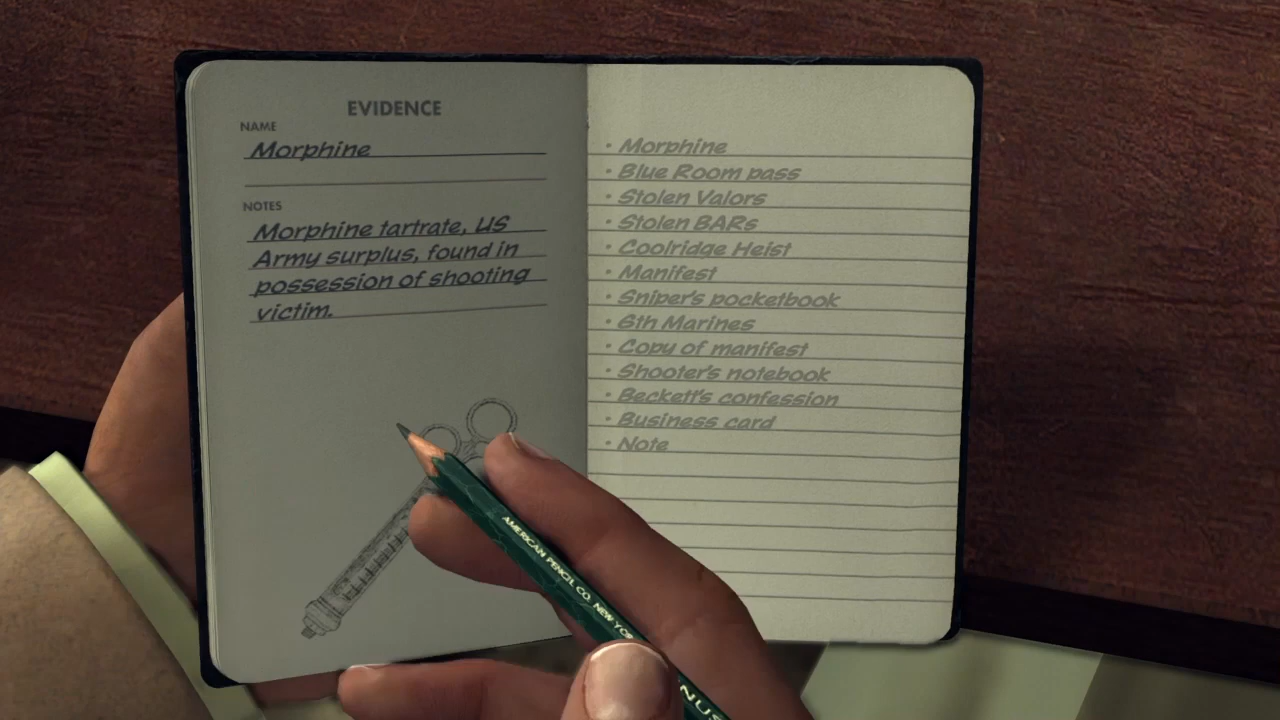 EVIDENCE
NAME
Morphine
NOTES
Morphine tartrate, US
Army surplus, found in
possession of shooting
victim.
• Morphine
• Blue Room pass
• Stolen Valors
• Stolen BARs
• Coolridge Heist
• Manifest
• Sniper's pocketbook
• 6th Marines
• Copy of manifest
• Shooter's notebook
• Beckett's confession
• Business card
• Note
AMERICAN PENCIL CO. NEW YORK
NUS